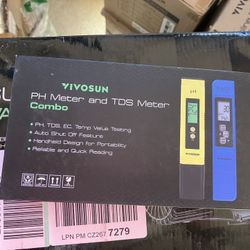 VIVOSUN
PH Meter and TDS Meter
Combo
• PH, TDS, EC, Temp Value Testing
• Auto Shut Off Feature
• Handheld Design for Portability
• Reliable and Quick Reading
PH
LPN PM CZ267 7279